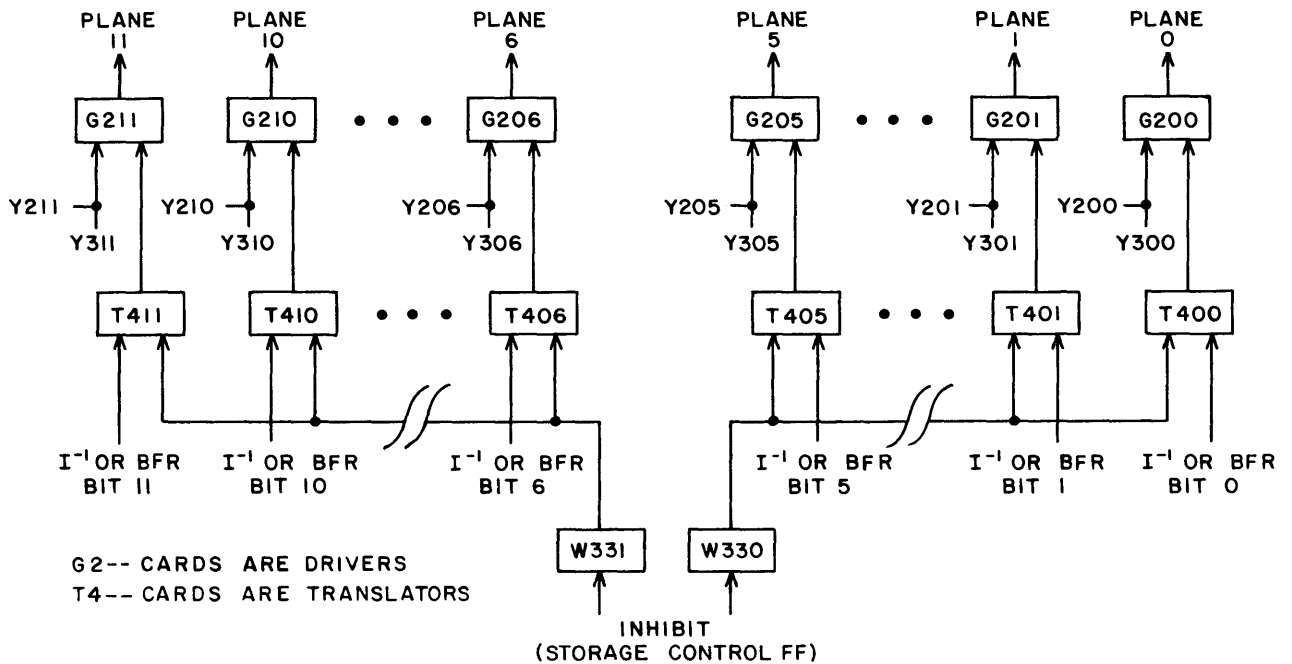 PLANE 11 PLANE 10 PLANE 6 PLANE 5 PLANE 1 PLANE 0
G211 G210 G206 G205 G201 G200
Y211 Y210 Y206 Y205 Y201 Y200
Y311 Y310 Y306 Y305 Y301 Y300
T411 T410 T406 T405 T401 T400
I⁻¹ OR BFR I⁻¹ OR BFR I⁻¹ OR BFR I⁻¹ OR BFR I⁻¹ OR BFR I⁻¹ OR BFR
BIT 11 BIT 10 BIT 6 BIT 5 BIT 1 BIT 0
W331 W330
G2-- CARDS ARE DRIVERS
T4-- CARDS ARE TRANSLATORS
INHIBIT
(STORAGE CONTROL FF)